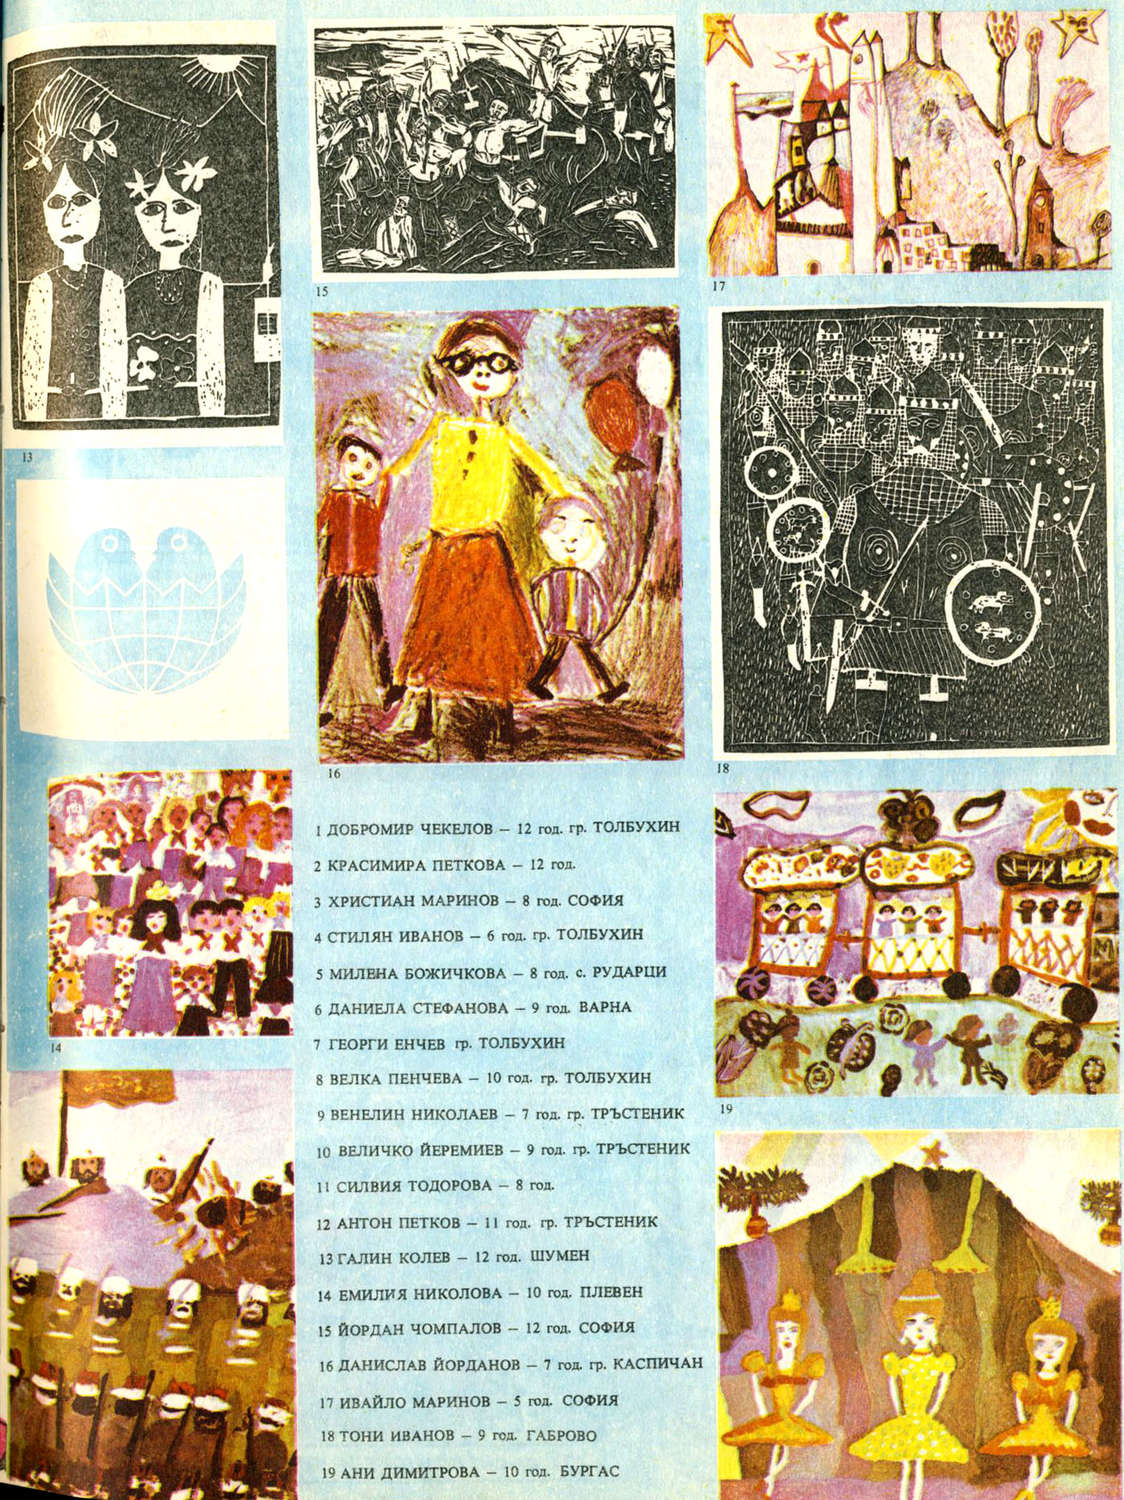 13
14
15
16
17
18
19
1 ДОБРОМИР ЧЕКЕЛОВ – 12 год. гр. ТОЛБУХИН
2 КРАСИМИРА ПЕТКОВА – 12 год.
3 ХРИСТИАН МАРИНОВ – 8 год. СОФИЯ
4 СТИЛЯН ИВАНОВ – 6 год. гр. ТОЛБУХИН
5 МИЛЕНА БОЖИЧКОВА – 8 год. с. РУДАРЦИ
6 ДАНИЕЛА СТЕФАНОВА – 9 год. ВАРНА
7 ГЕОРГИ ЕНЧЕВ гр. ТОЛБУХИН
8 ВЕЛКА ПЕНЧЕВА – 10 год. гр. ТОЛБУХИН
9 ВЕНЕЛИН НИКОЛАЕВ – 7 год. гр. ТРЪСТЕНИК
10 ВЕЛИЧКО ЙЕРЕМИЕВ – 9 год. гр. ТРЪСТЕНИК
11 СИЛВИЯ ТОДОРОВА – 8 год.
12 АНТОН ПЕТКОВ – 11 год. гр. ТРЪСТЕНИК
13 ГАЛИН КОЛЕВ – 12 год. ШУМЕН
14 ЕМИЛИЯ НИКОЛОВА – 10 год. ПЛЕВЕН
15 ЙОРДАН ЧОМПАЛОВ – 12 год. СОФИЯ
16 ДАНИСЛАВ ЙОРДАНОВ – 7 год. гр. КАСПИЧАН
17 ИВАЙЛО МАРИНОВ – 5 год. СОФИЯ
18 ТОНИ ИВАНОВ – 9 год. ГАБРОВО
19 АНИ ДИМИТРОВА – 10 год. БУРГАС